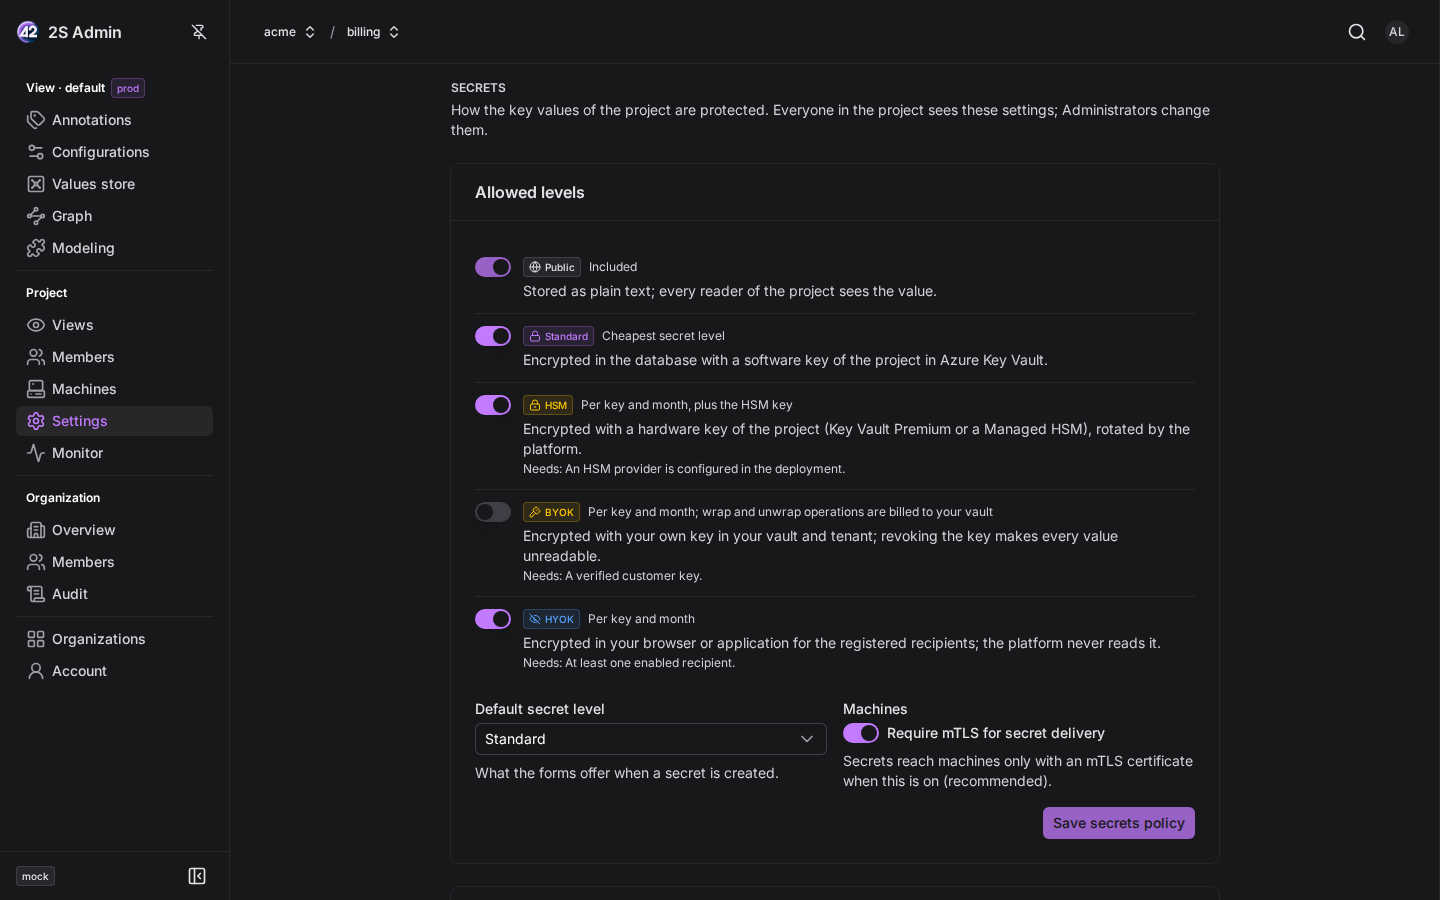 2S Admin
acme / billing
AL
View · default prod
Annotations
Configurations
Values store
Graph
Modeling
Project
Views
Members
Machines
Settings
Monitor
Organization
Overview
Members
Audit
Organizations
Account
mock
SECRETS
How the key values of the project are protected. Everyone in the project sees these settings; Administrators change
them.
Allowed levels
Public Included
Stored as plain text; every reader of the project sees the value.
Standard Cheapest secret level
Encrypted in the database with a software key of the project in Azure Key Vault.
HSM Per key and month, plus the HSM key
Encrypted with a hardware key of the project (Key Vault Premium or a Managed HSM), rotated by the
platform.
Needs: An HSM provider is configured in the deployment.
BYOK Per key and month; wrap and unwrap operations are billed to your vault
Encrypted with your own key in your vault and tenant; revoking the key makes every value
unreadable.
Needs: A verified customer key.
HYOK Per key and month
Encrypted in your browser or application for the registered recipients; the platform never reads it.
Needs: At least one enabled recipient.
Default secret level
Standard
What the forms offer when a secret is created.
Machines
Require mTLS for secret delivery
Secrets reach machines only with an mTLS certificate
when this is on (recommended).
Save secrets policy